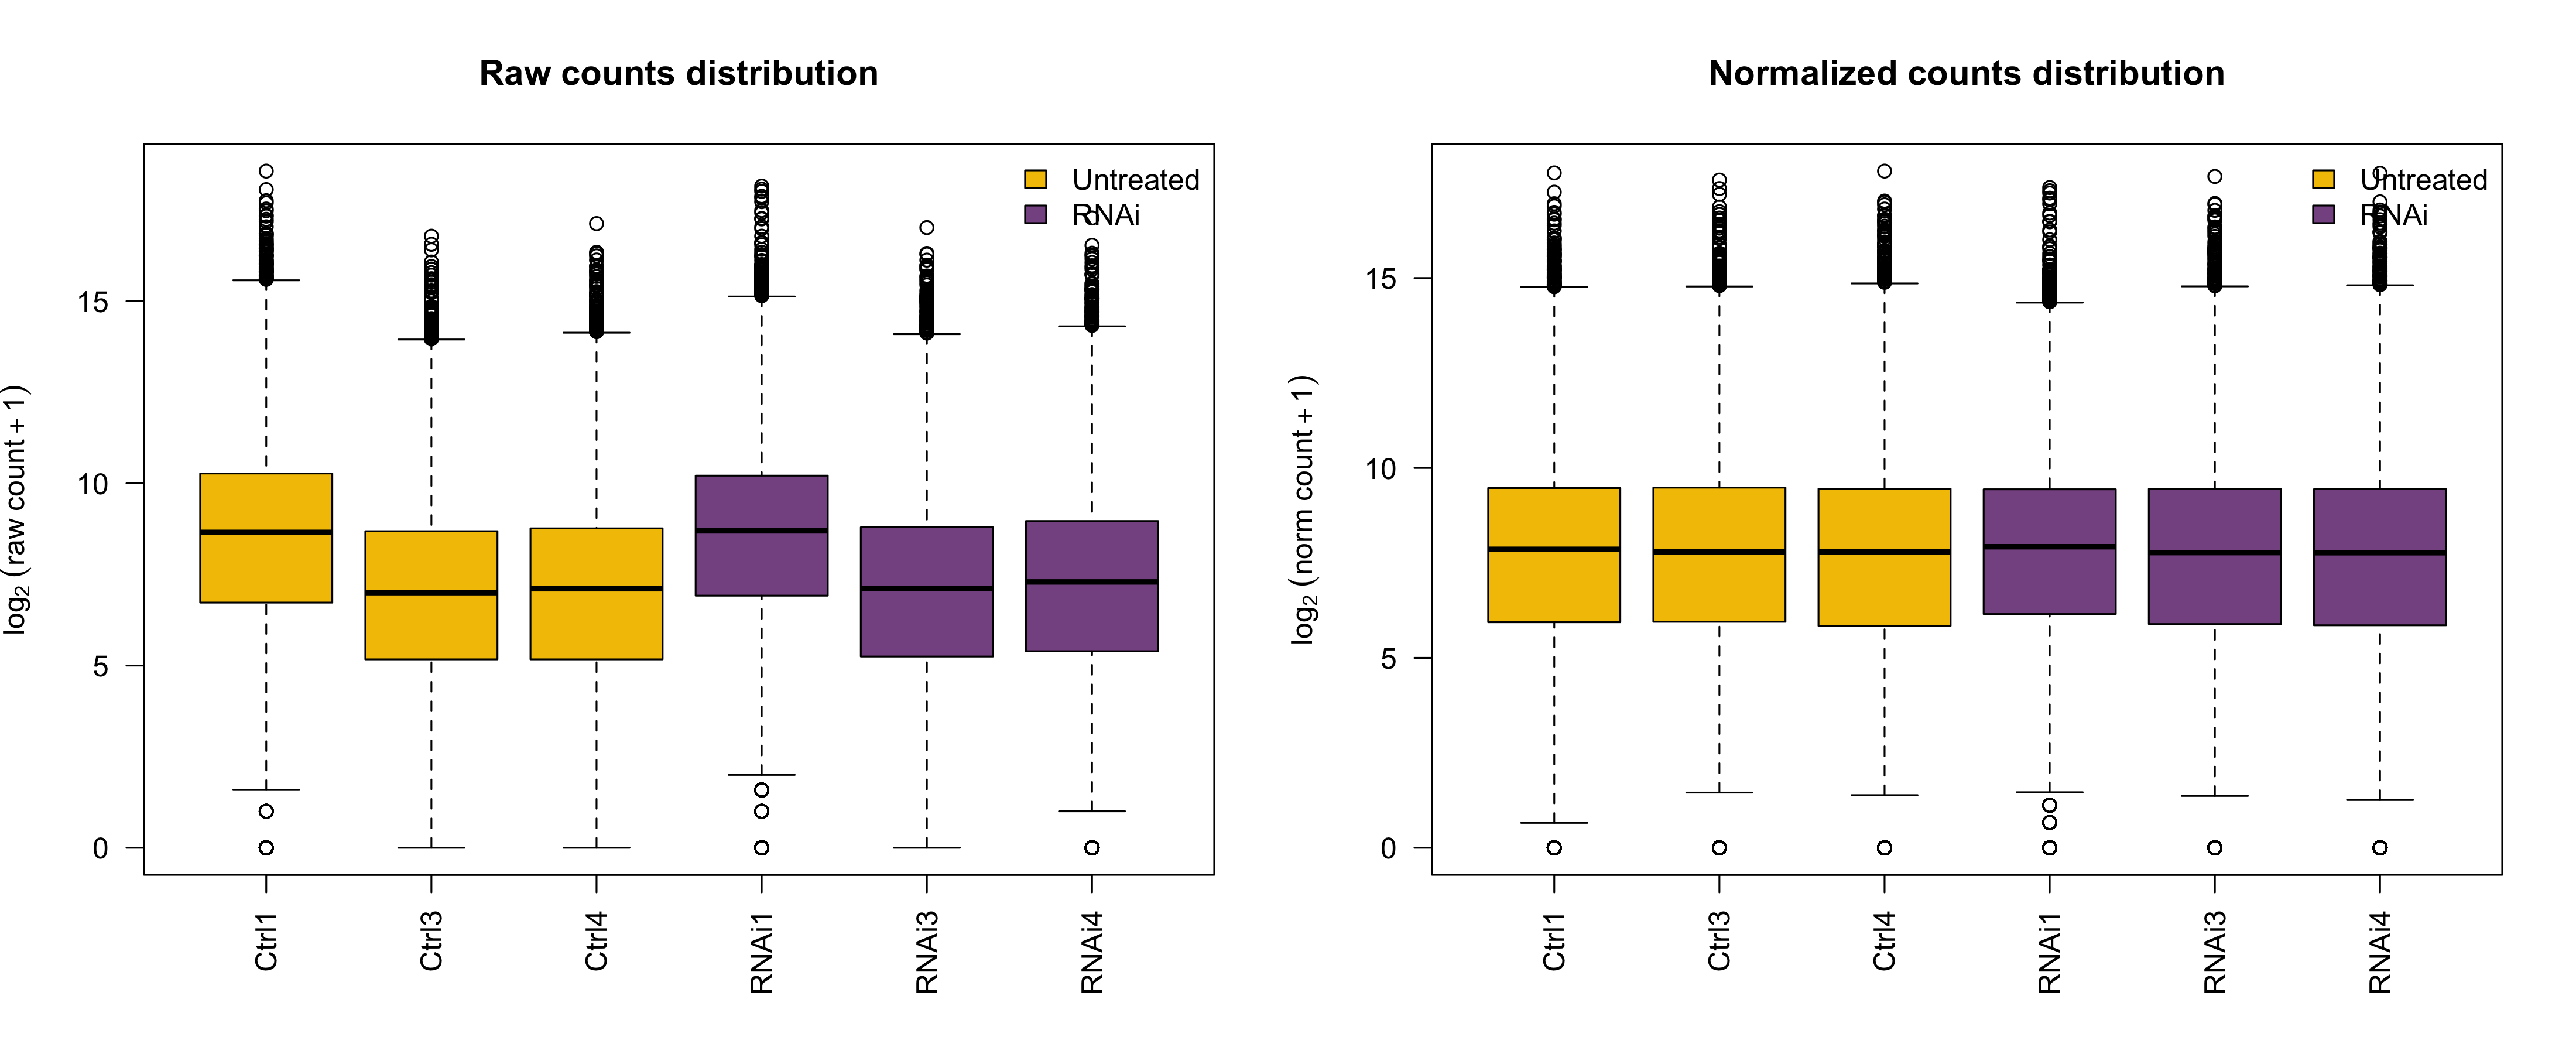 Raw counts distribution
Untreated
RNAi
15
10
5
0
log2 (raw count + 1)
Ctrl1
Ctrl3
Ctrl4
RNAi1
RNAi3
RNAi4
Normalized counts distribution
Untreated
RNAi
15
10
5
0
log2 (norm count + 1)
Ctrl1
Ctrl3
Ctrl4
RNAi1
RNAi3
RNAi4